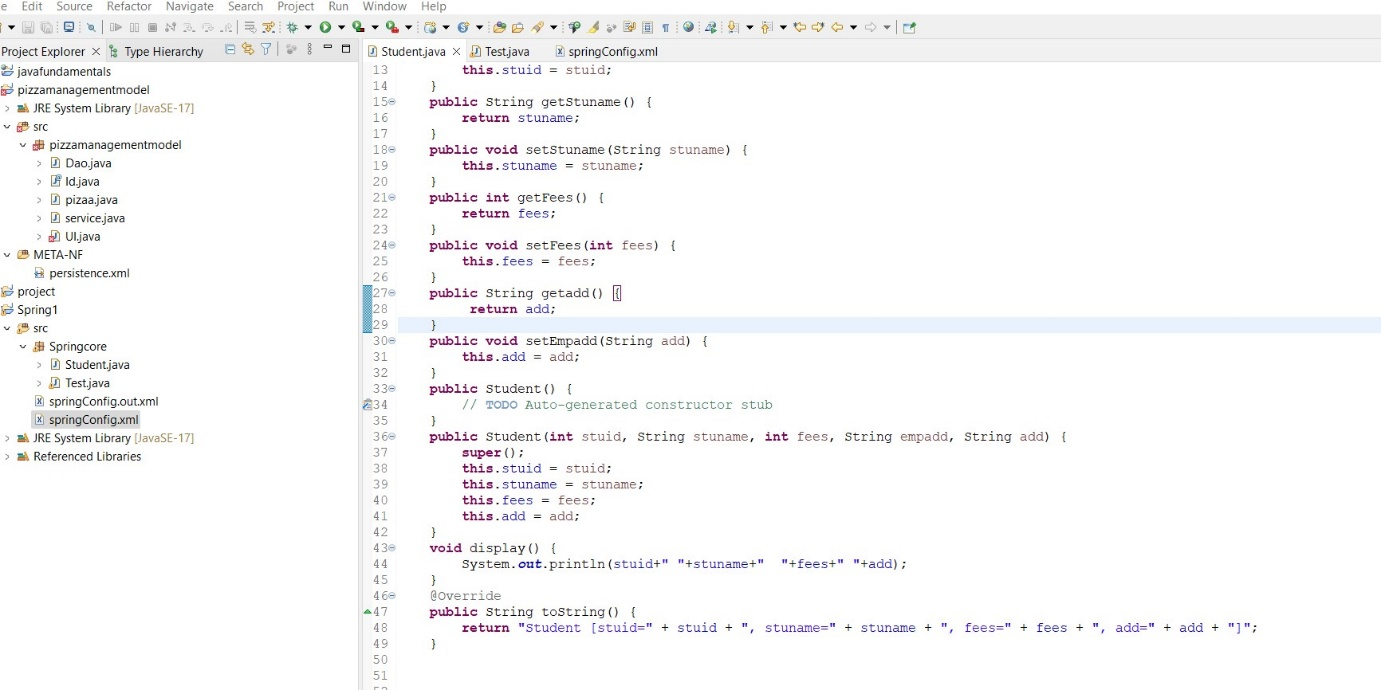 e Edit Source Refactor Navigate Search Project Run Window Help
Project Explorer Type Hierarchy
javafundamentals
pizzamanagementmodel
JRE System Library [JavaSE-17]
src
pizzamanagementmodel
Dao.java
Id.java
pizaa.java
service.java
UI.java
META-NF
persistence.xml
project
Spring1
src
Springcore
Student.java
Test.java
springConfig.out.xml
springConfig.xml
JRE System Library [JavaSE-17]
Referenced Libraries
Student.java Test.java springConfig.xml
13 this.stuid = stuid;
14 }
15 public String getStuname() {
16 return stuname;
17 }
18 public void setStuname(String stuname) {
19 this.stuname = stuname;
20 }
21 public int getFees() {
22 return fees;
23 }
24 public void setFees(int fees) {
25 this.fees = fees;
26 }
27 public String getadd() {
28 return add;
29 }
30 public void setEmpadd(String add) {
31 this.add = add;
32 }
33 public Student() {
34 // TODO Auto-generated constructor stub
35 }
36 public Student(int stuid, String stuname, int fees, String empadd, String add) {
37 super();
38 this.stuid = stuid;
39 this.stuname = stuname;
40 this.fees = fees;
41 this.add = add;
42 }
43 void display() {
44 System.out.println(stuid+" "+stuname+"  "+fees+" "+add);
45 }
46 @Override
47 public String toString() {
48 return "Student [stuid=" + stuid + ", stuname=" + stuname + ", fees=" + fees + ", add=" + add + "]";
49 }
50
51